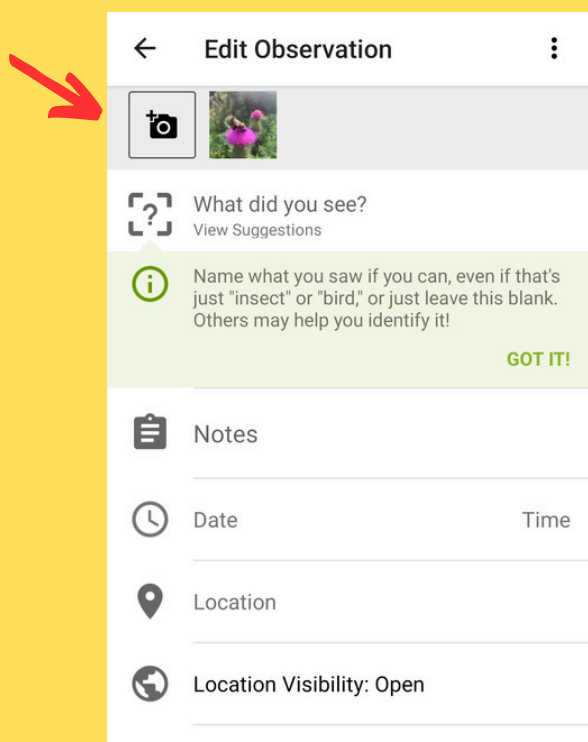 Edit Observation
What did you see?
View Suggestions
Name what you saw if you can, even if that's
just "insect" or "bird," or just leave this blank.
Others may help you identify it!
GOT IT!
Notes
Date Time
Location
Location Visibility: Open